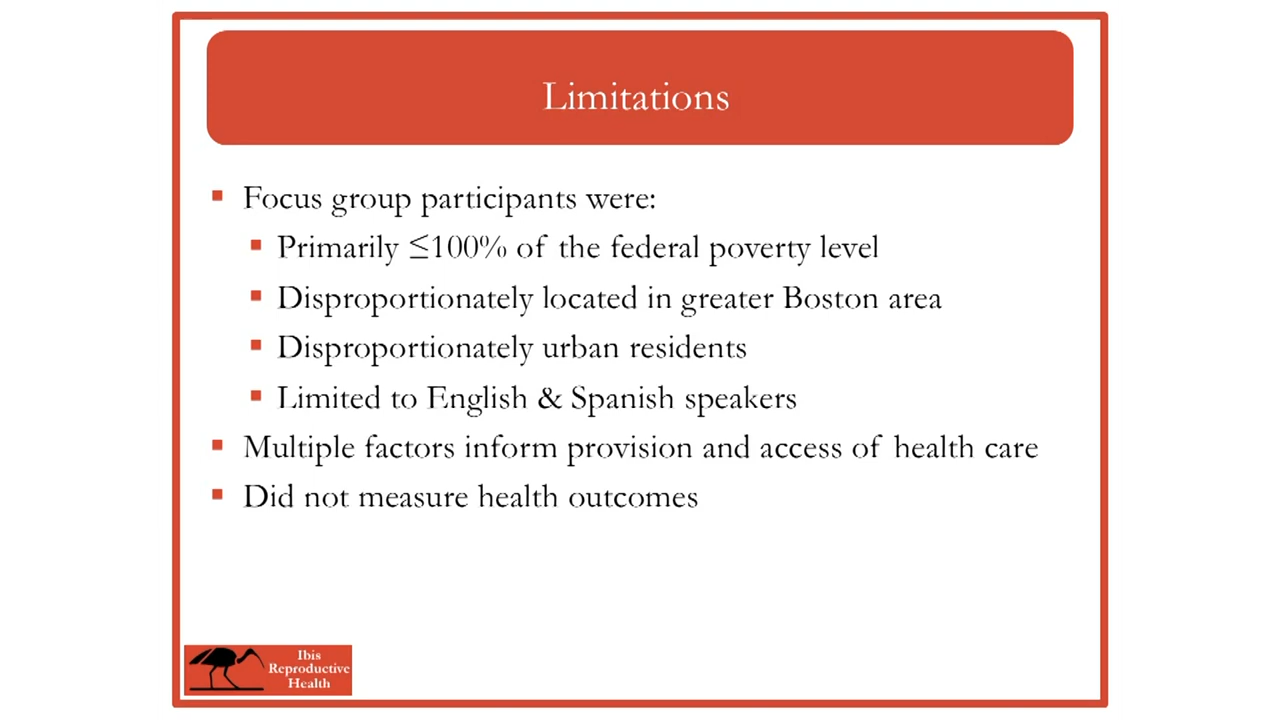 Limitations
▪ Focus group participants were:
▪ Primarily ≤100% of the federal poverty level
▪ Disproportionately located in greater Boston area
▪ Disproportionately urban residents
▪ Limited to English & Spanish speakers
▪ Multiple factors inform provision and access of health care
▪ Did not measure health outcomes
Ibis
Reproductive
Health